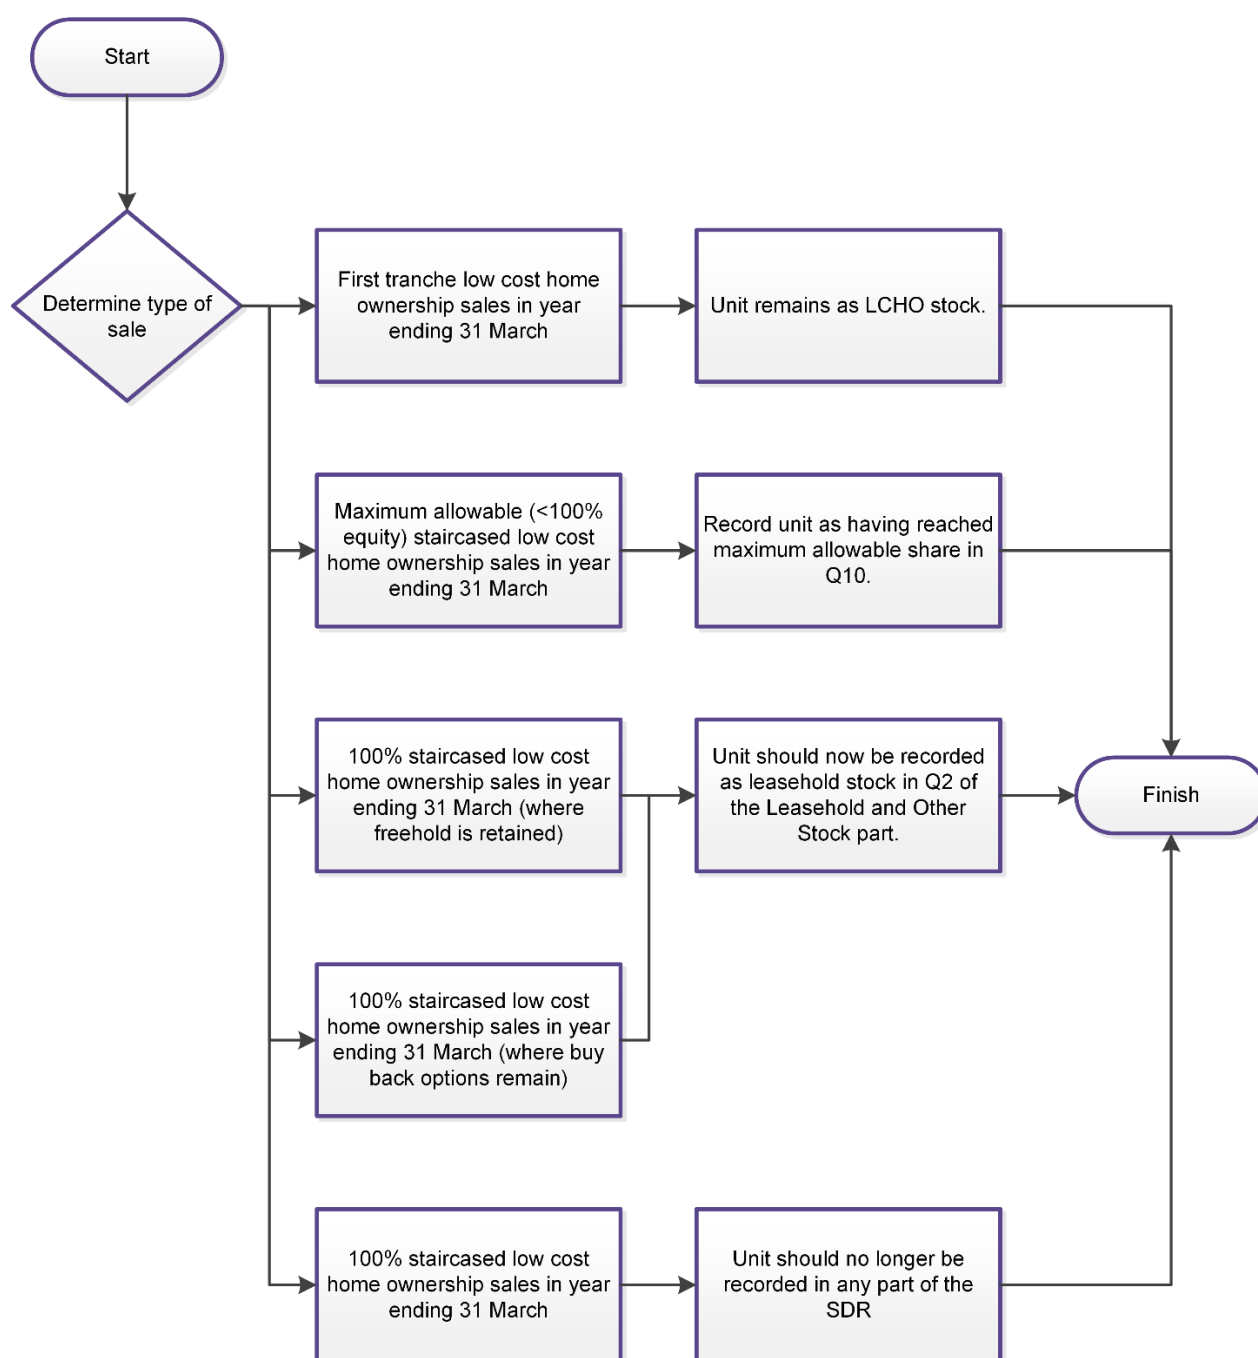 Start
Determine type of
sale
First tranche low cost home
ownership sales in year
ending 31 March
Unit remains as LCHO stock.
Maximum allowable (<100%
equity) staircased low cost
home ownership sales in year
ending 31 March
Record unit as having reached
maximum allowable share in
Q10.
100% staircased low cost
home ownership sales in year
ending 31 March (where
freehold is retained)
Unit should now be recorded
as leasehold stock in Q2 of
the Leasehold and Other
Stock part.
Finish
100% staircased low cost
home ownership sales in year
ending 31 March (where buy
back options remain)
100% staircased low cost
home ownership sales in year
ending 31 March
Unit should no longer be
recorded in any part of the
SDR